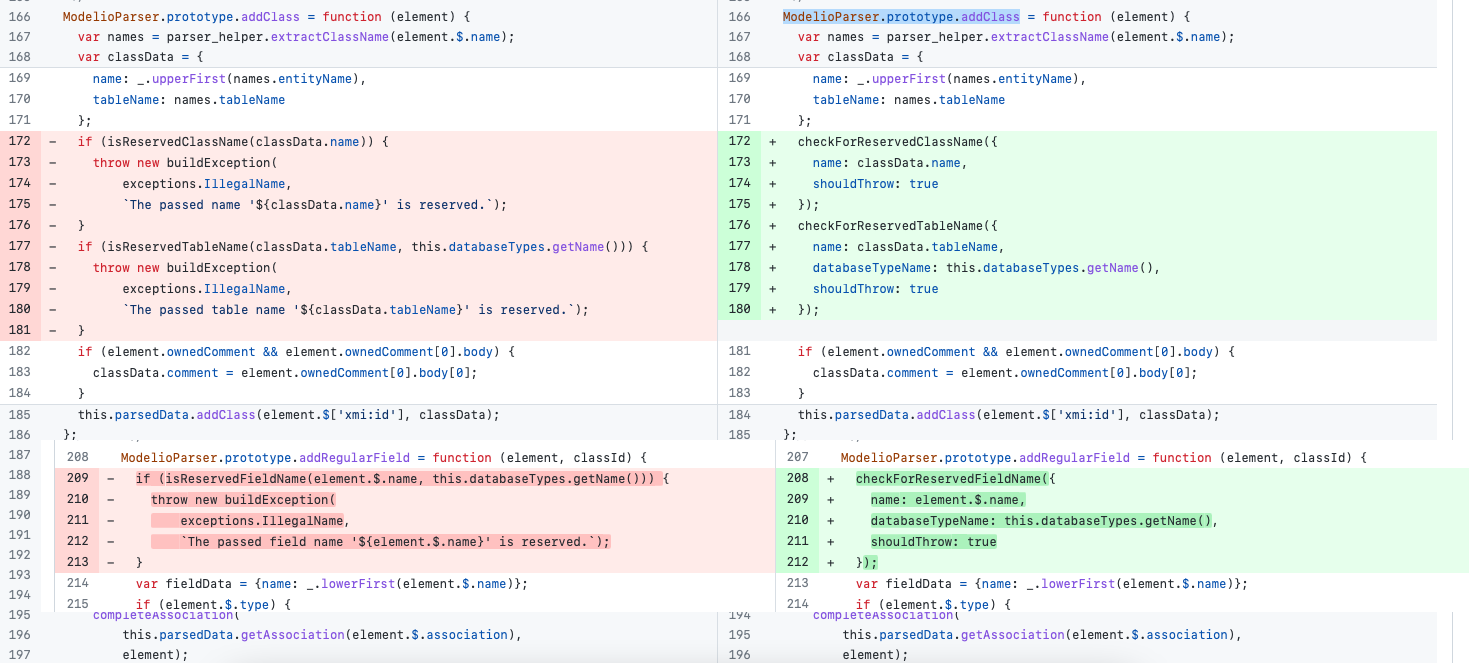 166 ModelioParser.prototype.addClass = function (element) {
167 var names = parser_helper.extractClassName(element.$.name);
168 var classData = {
169 name: _.upperFirst(names.entityName),
170 tableName: names.tableName
171 };
172 - if (isReservedClassName(classData.name)) {
173 - throw new buildException(
174 - exceptions.IllegalName,
175 - `The passed name '${classData.name}' is reserved.`);
176 - }
177 - if (isReservedTableName(classData.tableName, this.databaseTypes.getName())) {
178 - throw new buildException(
179 - exceptions.IllegalName,
180 - `The passed table name '${classData.tableName}' is reserved.`);
181 - }
182 if (element.ownedComment && element.ownedComment[0].body) {
183 classData.comment = element.ownedComment[0].body[0];
184 }
185 this.parsedData.addClass(element.$['xmi:id'], classData);
186 };
187
188
189
190
191
192
193
194
208 ModelioParser.prototype.addRegularField = function (element, classId) {
209 - if (isReservedFieldName(element.$.name, this.databaseTypes.getName())) {
210 - throw new buildException(
211 - exceptions.IllegalName,
212 - `The passed field name '${element.$.name}' is reserved.`);
213 - }
214 var fieldData = {name: _.lowerFirst(element.$.name)};
215 if (element.$.type) {
195 completeAssociation(
196 this.parsedData.getAssociation(element.$.association),
197 element);
166 ModelioParser.prototype.addClass = function (element) {
167 var names = parser_helper.extractClassName(element.$.name);
168 var classData = {
169 name: _.upperFirst(names.entityName),
170 tableName: names.tableName
171 };
172 + checkForReservedClassName({
173 + name: classData.name,
174 + shouldThrow: true
175 + });
176 + checkForReservedTableName({
177 + name: classData.tableName,
178 + databaseTypeName: this.databaseTypes.getName(),
179 + shouldThrow: true
180 + });
181 if (element.ownedComment && element.ownedComment[0].body) {
182 classData.comment = element.ownedComment[0].body[0];
183 }
184 this.parsedData.addClass(element.$['xmi:id'], classData);
185 };
207 ModelioParser.prototype.addRegularField = function (element, classId) {
208 + checkForReservedFieldName({
209 + name: element.$.name,
210 + databaseTypeName: this.databaseTypes.getName(),
211 + shouldThrow: true
212 + });
213 var fieldData = {name: _.lowerFirst(element.$.name)};
214 if (element.$.type) {
194 completeAssociation(
195 this.parsedData.getAssociation(element.$.association),
196 element);